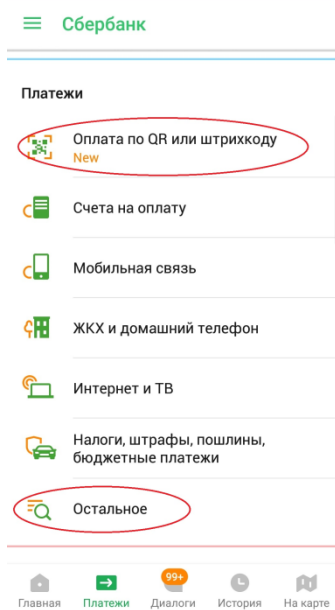 Сбербанк
Платежи
Оплата по QR или штрихкоду
New
Счета на оплату
Мобильная связь
ЖКХ и домашний телефон
Интернет и ТВ
Налоги, штрафы, пошлины,
бюджетные платежи
Остальное
99+
Главная Платежи Диалоги История На карте